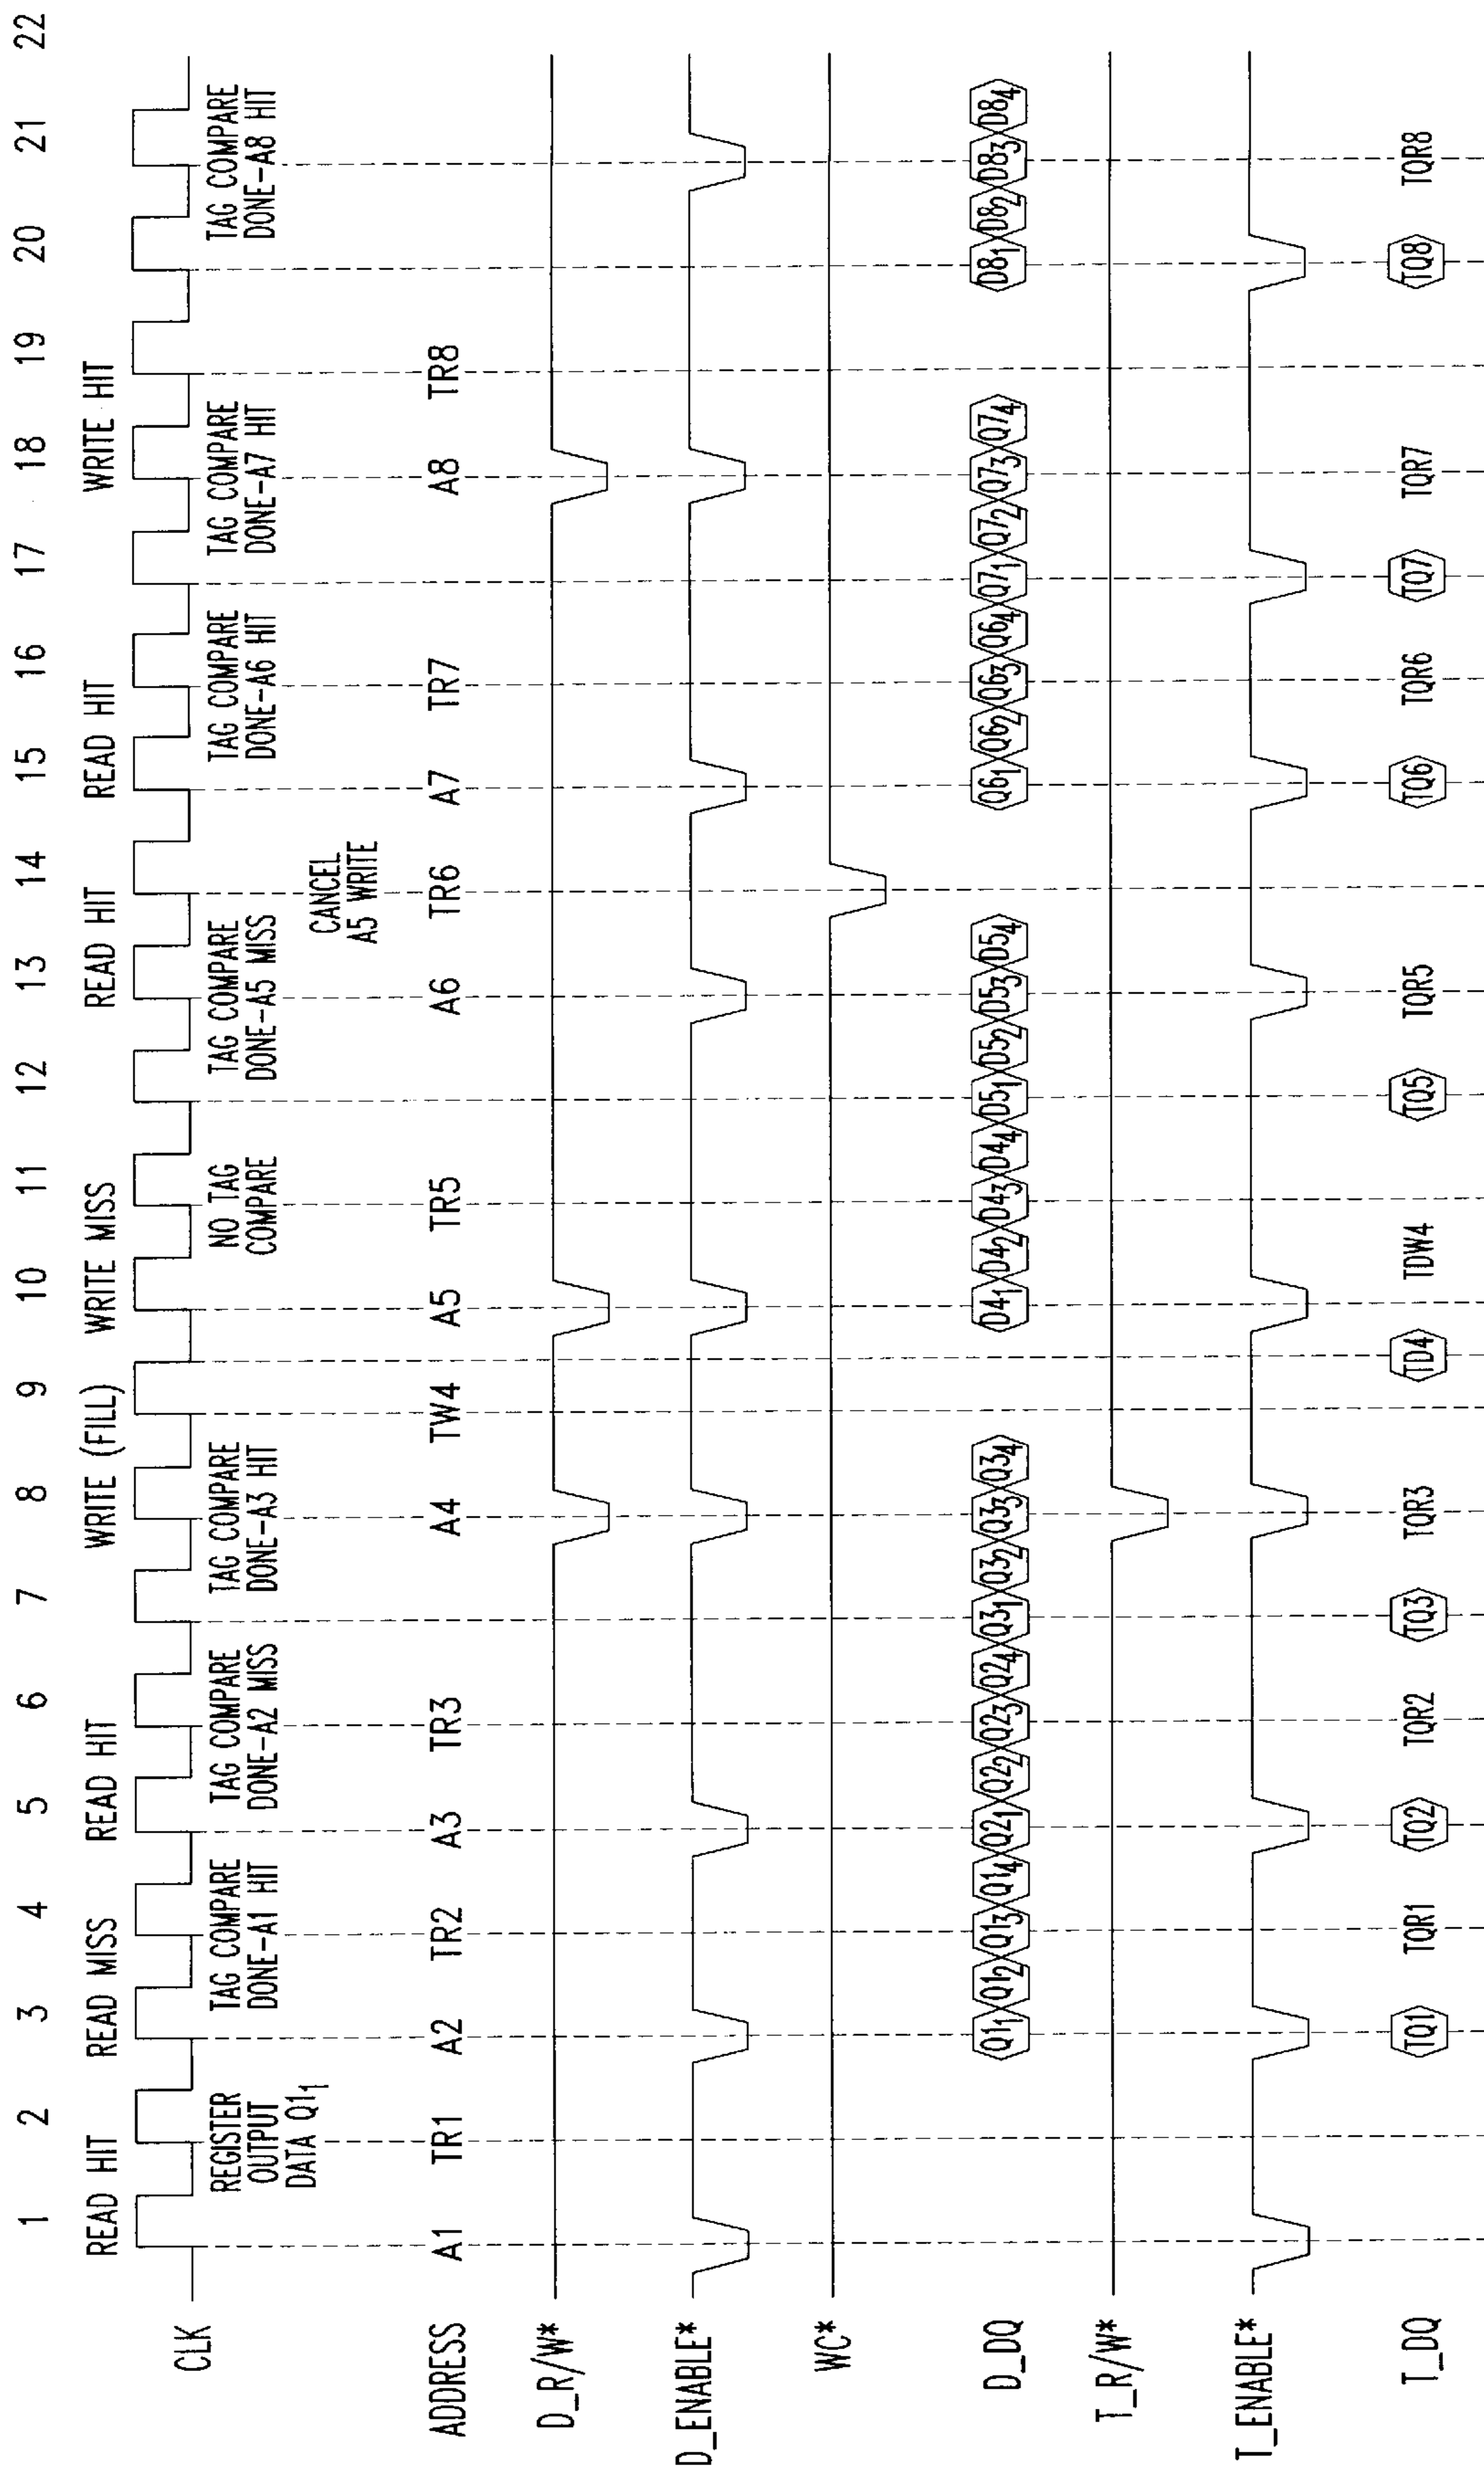 1 2 3 4 5 6 7 8 9 10 11 12 13 14 15 16 17 18 19 20 21 22
READ HIT READ MISS READ HIT WRITE (FILL) WRITE MISS READ HIT READ HIT WRITE HIT
CLK
REGISTER
OUTPUT
DATA Q1₁
TAG COMPARE
DONE-A1 HIT
TAG COMPARE
DONE-A2 MISS
TAG COMPARE
DONE-A3 HIT
NO TAG
COMPARE
TAG COMPARE
DONE-A5 MISS
CANCEL
A5 WRITE
TAG COMPARE
DONE-A6 HIT
TAG COMPARE
DONE-A7 HIT
TAG COMPARE
DONE-A8 HIT
ADDRESS A1 TR1 A2 TR2 A3 TR3 A4 TW4 A5 TR5 A6 TR6 A7 TR7 A8 TR8
D_R/W*
D_ENABLE*
WC*
D_DQ Q1₁ Q1₂ Q1₃ Q1₄ Q2₁ Q2₂ Q2₃ Q2₄ Q3₁ Q3₂ Q3₃ Q3₄ D4₁ D4₂ D4₃ D4₄ D5₁ D5₂ D5₃ D5₄ Q6₁ Q6₂ Q6₃ Q6₄ Q7₁ Q7₂ Q7₃ Q7₄ D8₁ D8₂ D8₃ D8₄
T_R/W*
T_ENABLE*
T_DQ TQ1 TQR1 TQ2 TQR2 TQ3 TQR3 TD4 TDW4 TQ5 TQR5 TQ6 TQR6 TQ7 TQR7 TQ8 TQR8